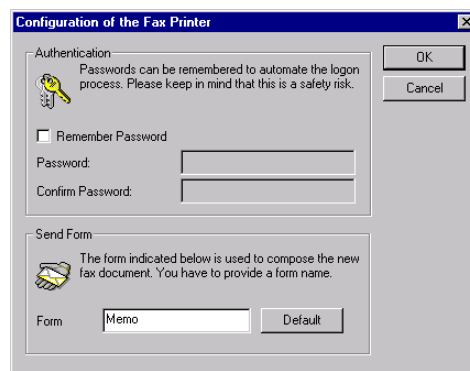 Configuration of the Fax Printer
Authentication
Passwords can be remembered to automate the logon
process. Please keep in mind that this is a safety risk.
Remember Password
Password:
Confirm Password:
OK
Cancel
Send Form
The form indicated below is used to compose the new
fax document. You have to provide a form name.
Form Memo Default